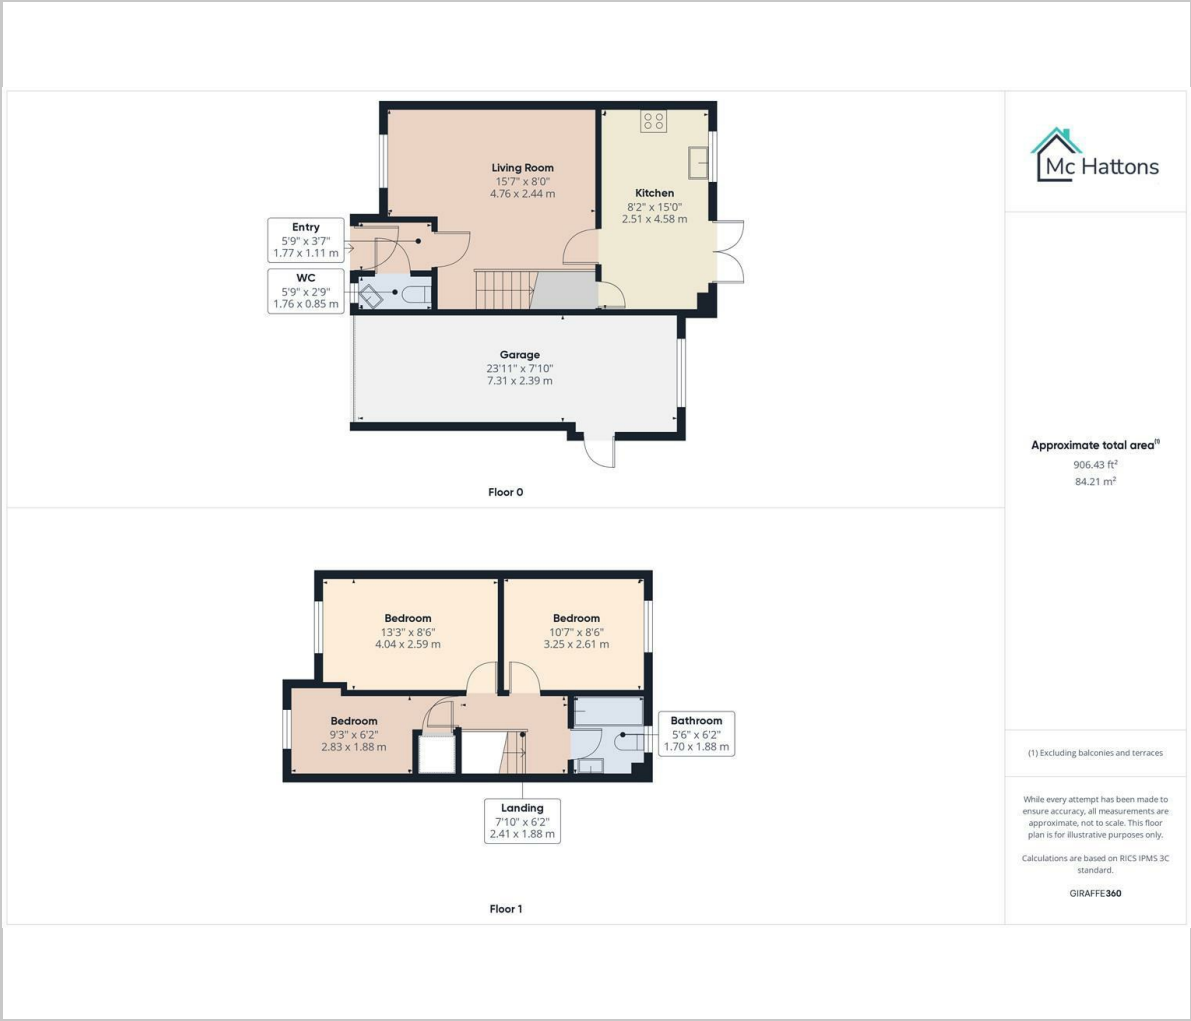 Living Room
15'7" x 8'0"
4.76 x 2.44 m
Kitchen
8'2" x 15'0"
2.51 x 4.58 m
Entry
5'9" x 3'7"
1.77 x 1.11 m
WC
5'9" x 2'9"
1.76 x 0.85 m
Garage
23'11" x 7'10"
7.31 x 2.39 m
Floor 0
Bedroom
13'3" x 8'6"
4.04 x 2.59 m
Bedroom
10'7" x 8'6"
3.25 x 2.61 m
Bedroom
9'3" x 6'2"
2.83 x 1.88 m
Bathroom
5'6" x 6'2"
1.70 x 1.88 m
Landing
7'10" x 6'2"
2.41 x 1.88 m
Floor 1
Mc Hattons
Approximate total area(1)
906.43 ft²
84.21 m²
(1) Excluding balconies and terraces
While every attempt has been made to
ensure accuracy, all measurements are
approximate, not to scale. This floor
plan is for illustrative purposes only.
Calculations are based on RICS IPMS 3C
standard.
GIRAFFE360